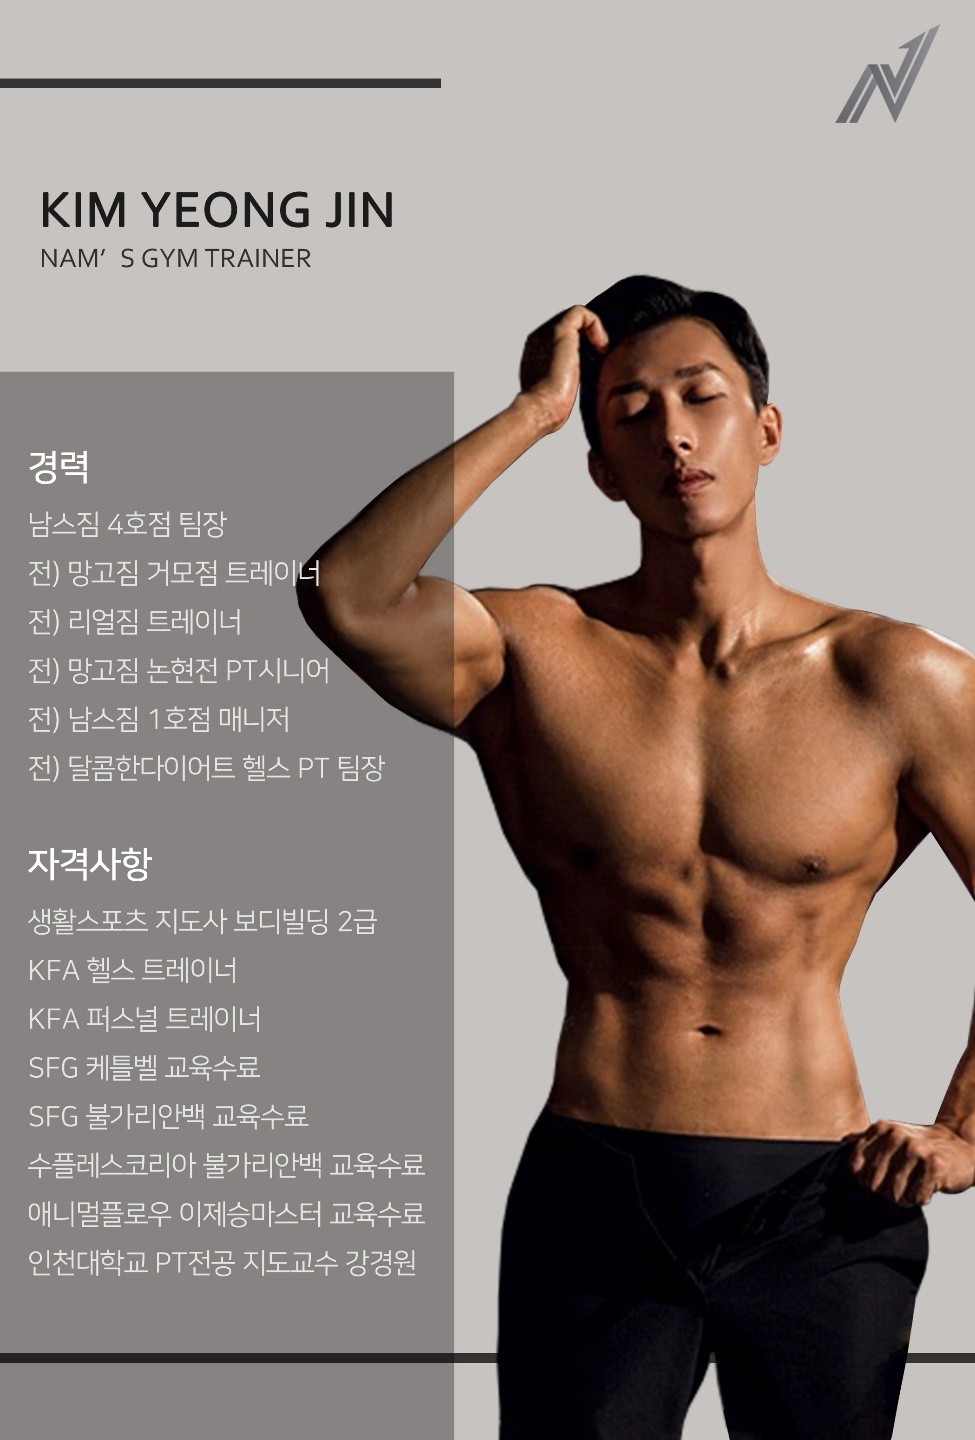 KIM YEONG JIN
NAM' S GYM TRAINER
경력
남스짐 4호점 팀장
전) 망고짐 거모점 트레이너
전) 리얼짐 트레이너
전) 망고짐 논현전 PT시니어
전) 남스짐 1호점 매니저
전) 달콤한다이어트 헬스 PT 팀장
자격사항
생활스포츠 지도사 보디빌딩 2급
KFA 헬스 트레이너
KFA 퍼스널 트레이너
SFG 케틀벨 교육수료
SFG 불가리안백 교육수료
수플레스코리아 불가리안백 교육수료
애니멀플로우 이제승마스터 교육수료
인천대학교 PT전공 지도교수 강경원